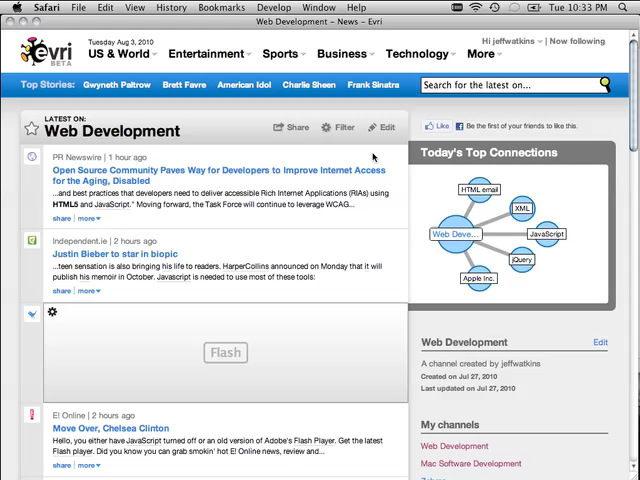 Safari File Edit View History Bookmarks Develop Window Help Tue 10:33 PM
Web Development - News - Evri
evri
BETA
Tuesday Aug 3, 2010
Hi jeffwatkins | Now following
US & World Entertainment Sports Business Technology More
Top Stories: Gwyneth Paltrow Brett Favre American Idol Charlie Sheen Frank Sinatra
Search for the latest on...
LATEST ON:
Web Development
Share Filter Edit
Like Be the first of your friends to like this.
PR Newswire | 1 hour ago
Open Source Community Paves Way for Developers to Improve Internet Access
for the Aging, Disabled
...and best practices that developers need to deliver accessible Rich Internet Applications (RIAs) using
HTML5 and JavaScript." Moving forward, the Task Force will continue to leverage WCAG...
share | more
Independent.ie | 2 hours ago
Justin Bieber to star in biopic
...teen sensation is also bringing his life to readers. HarperCollins announced on Monday that it will
publish his memoir in October. Javascript is needed to use most of these tools:
share | more
Flash
E! Online | 2 hours ago
Move Over, Chelsea Clinton
Hello, you either have JavaScript turned off or an old version of Adobe's Flash Player. Get the latest
Flash player. Did you know you can grab smokin' hot E! Online news, review and...
share | more
Today's Top Connections
HTML email
XML
Web Deve...
JavaScript
jQuery
Apple Inc.
Web Development Edit
A channel created by jeffwatkins
Created on Jul 27, 2010
Last updated on Jul 27, 2010
My channels
Web Development
Mac Software Development